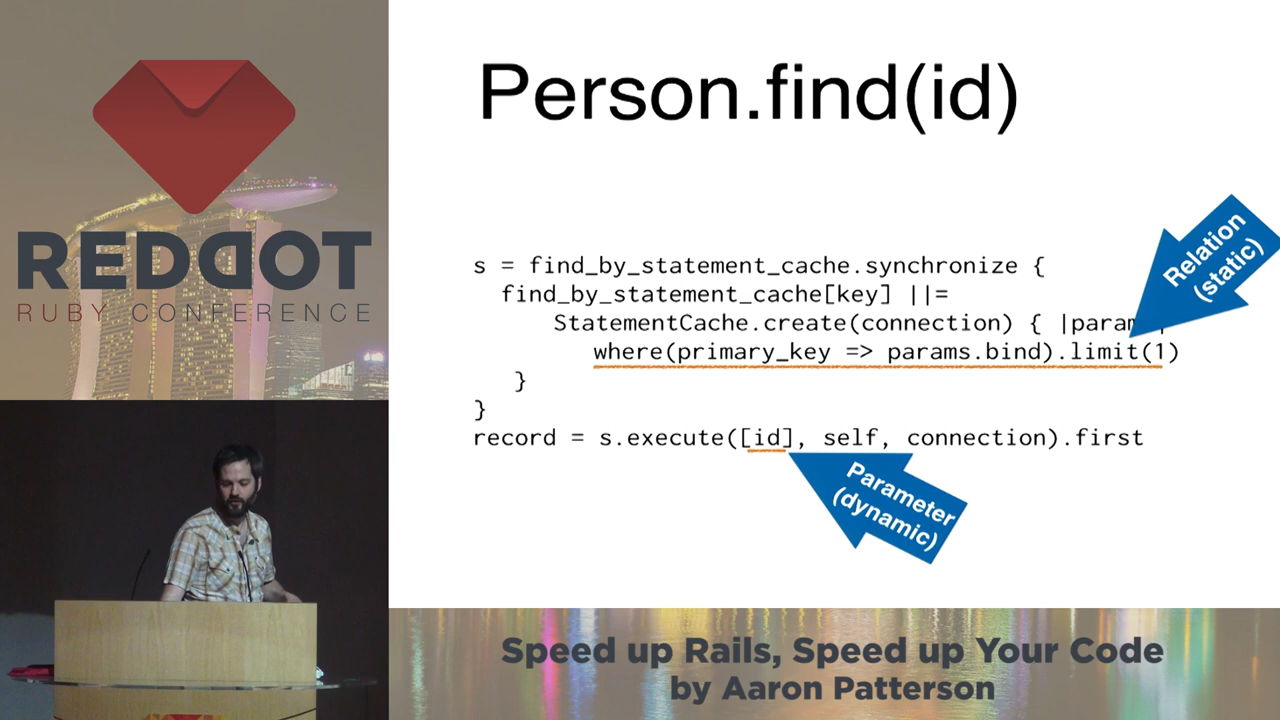 REDDOT
RUBY CONFERENCE
Person.find(id)
s = find_by_statement_cache.synchronize {
find_by_statement_cache[key] ||=
StatementCache.create(connection) { |param
where(primary_key => params.bind).limit(1)
}
}
record = s.execute([id], self, connection).first
Relation
(static)
Parameter
(dynamic)
Speed up Rails, Speed up Your Code
by Aaron Patterson